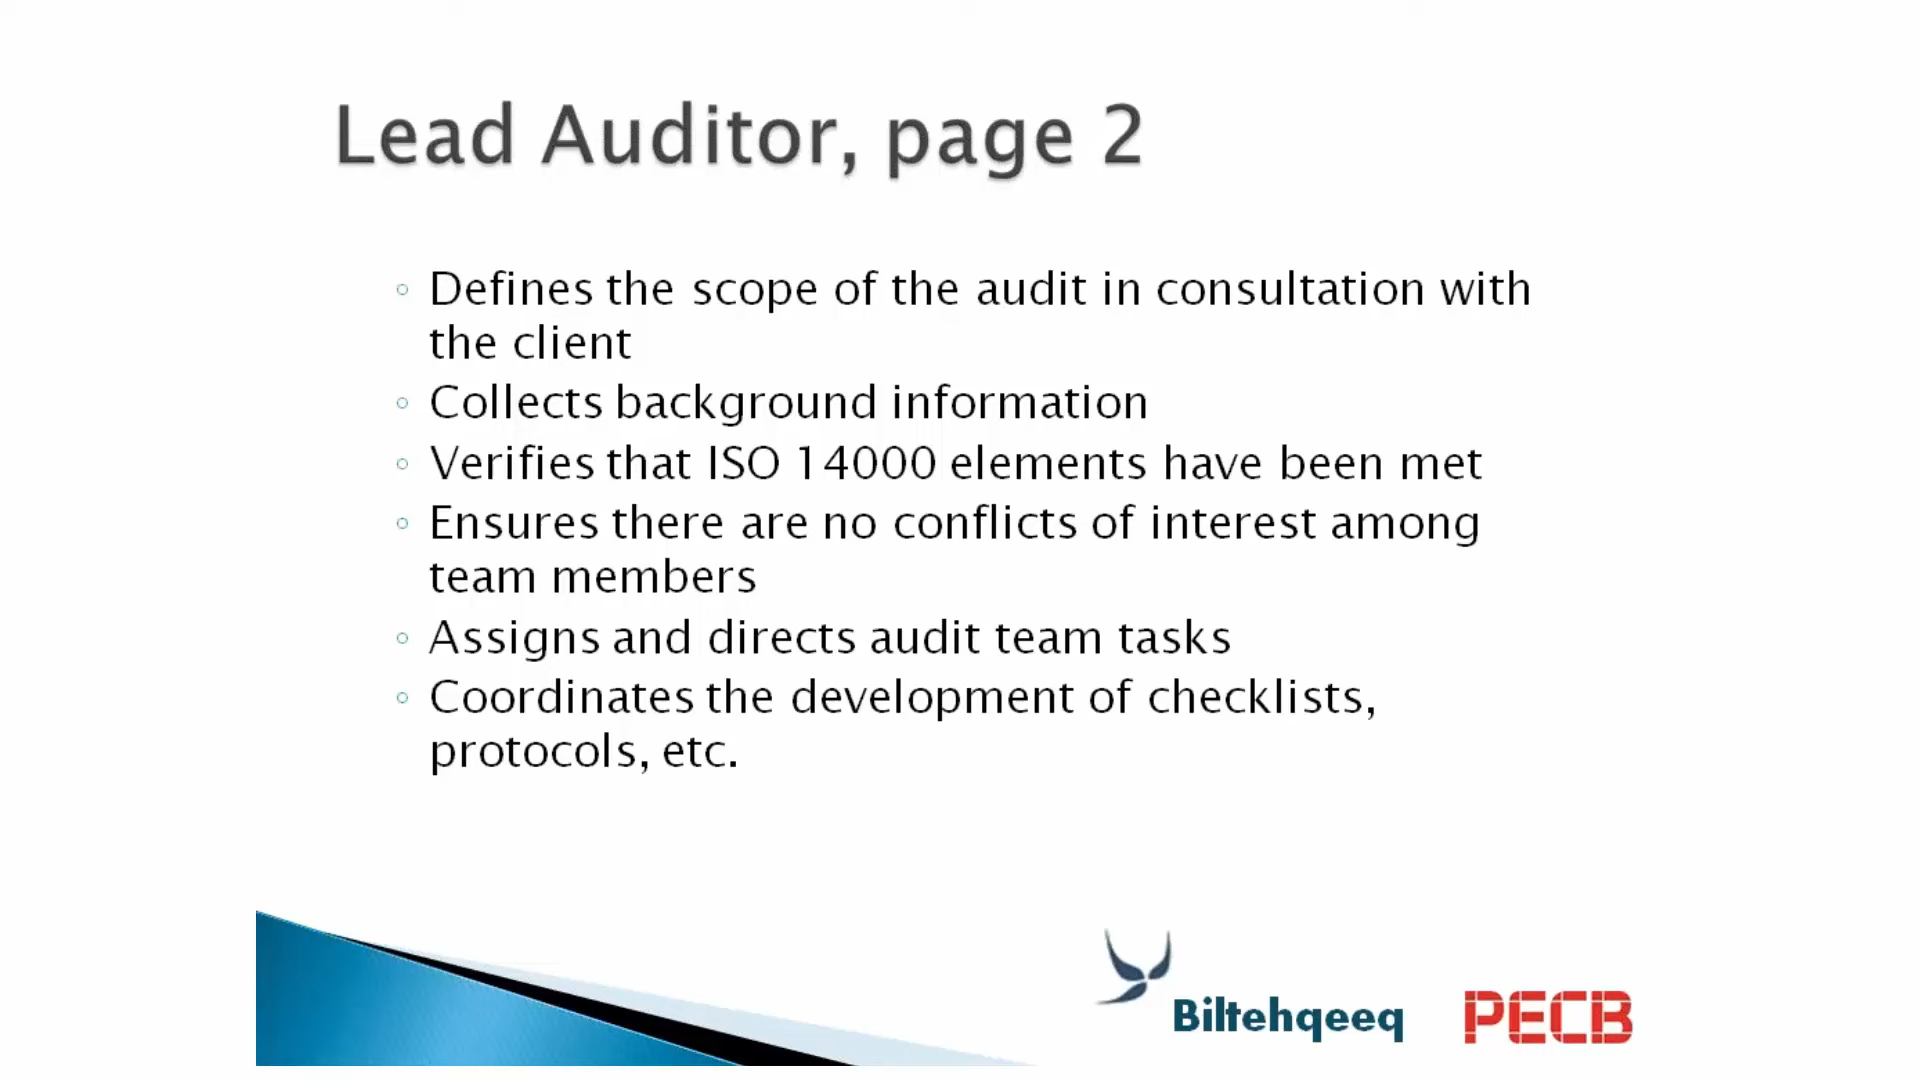 Lead Auditor, page 2
◦ Defines the scope of the audit in consultation with
the client
◦ Collects background information
◦ Verifies that ISO 14000 elements have been met
◦ Ensures there are no conflicts of interest among
team members
◦ Assigns and directs audit team tasks
◦ Coordinates the development of checklists,
protocols, etc.
Biltehqeeq
PECB